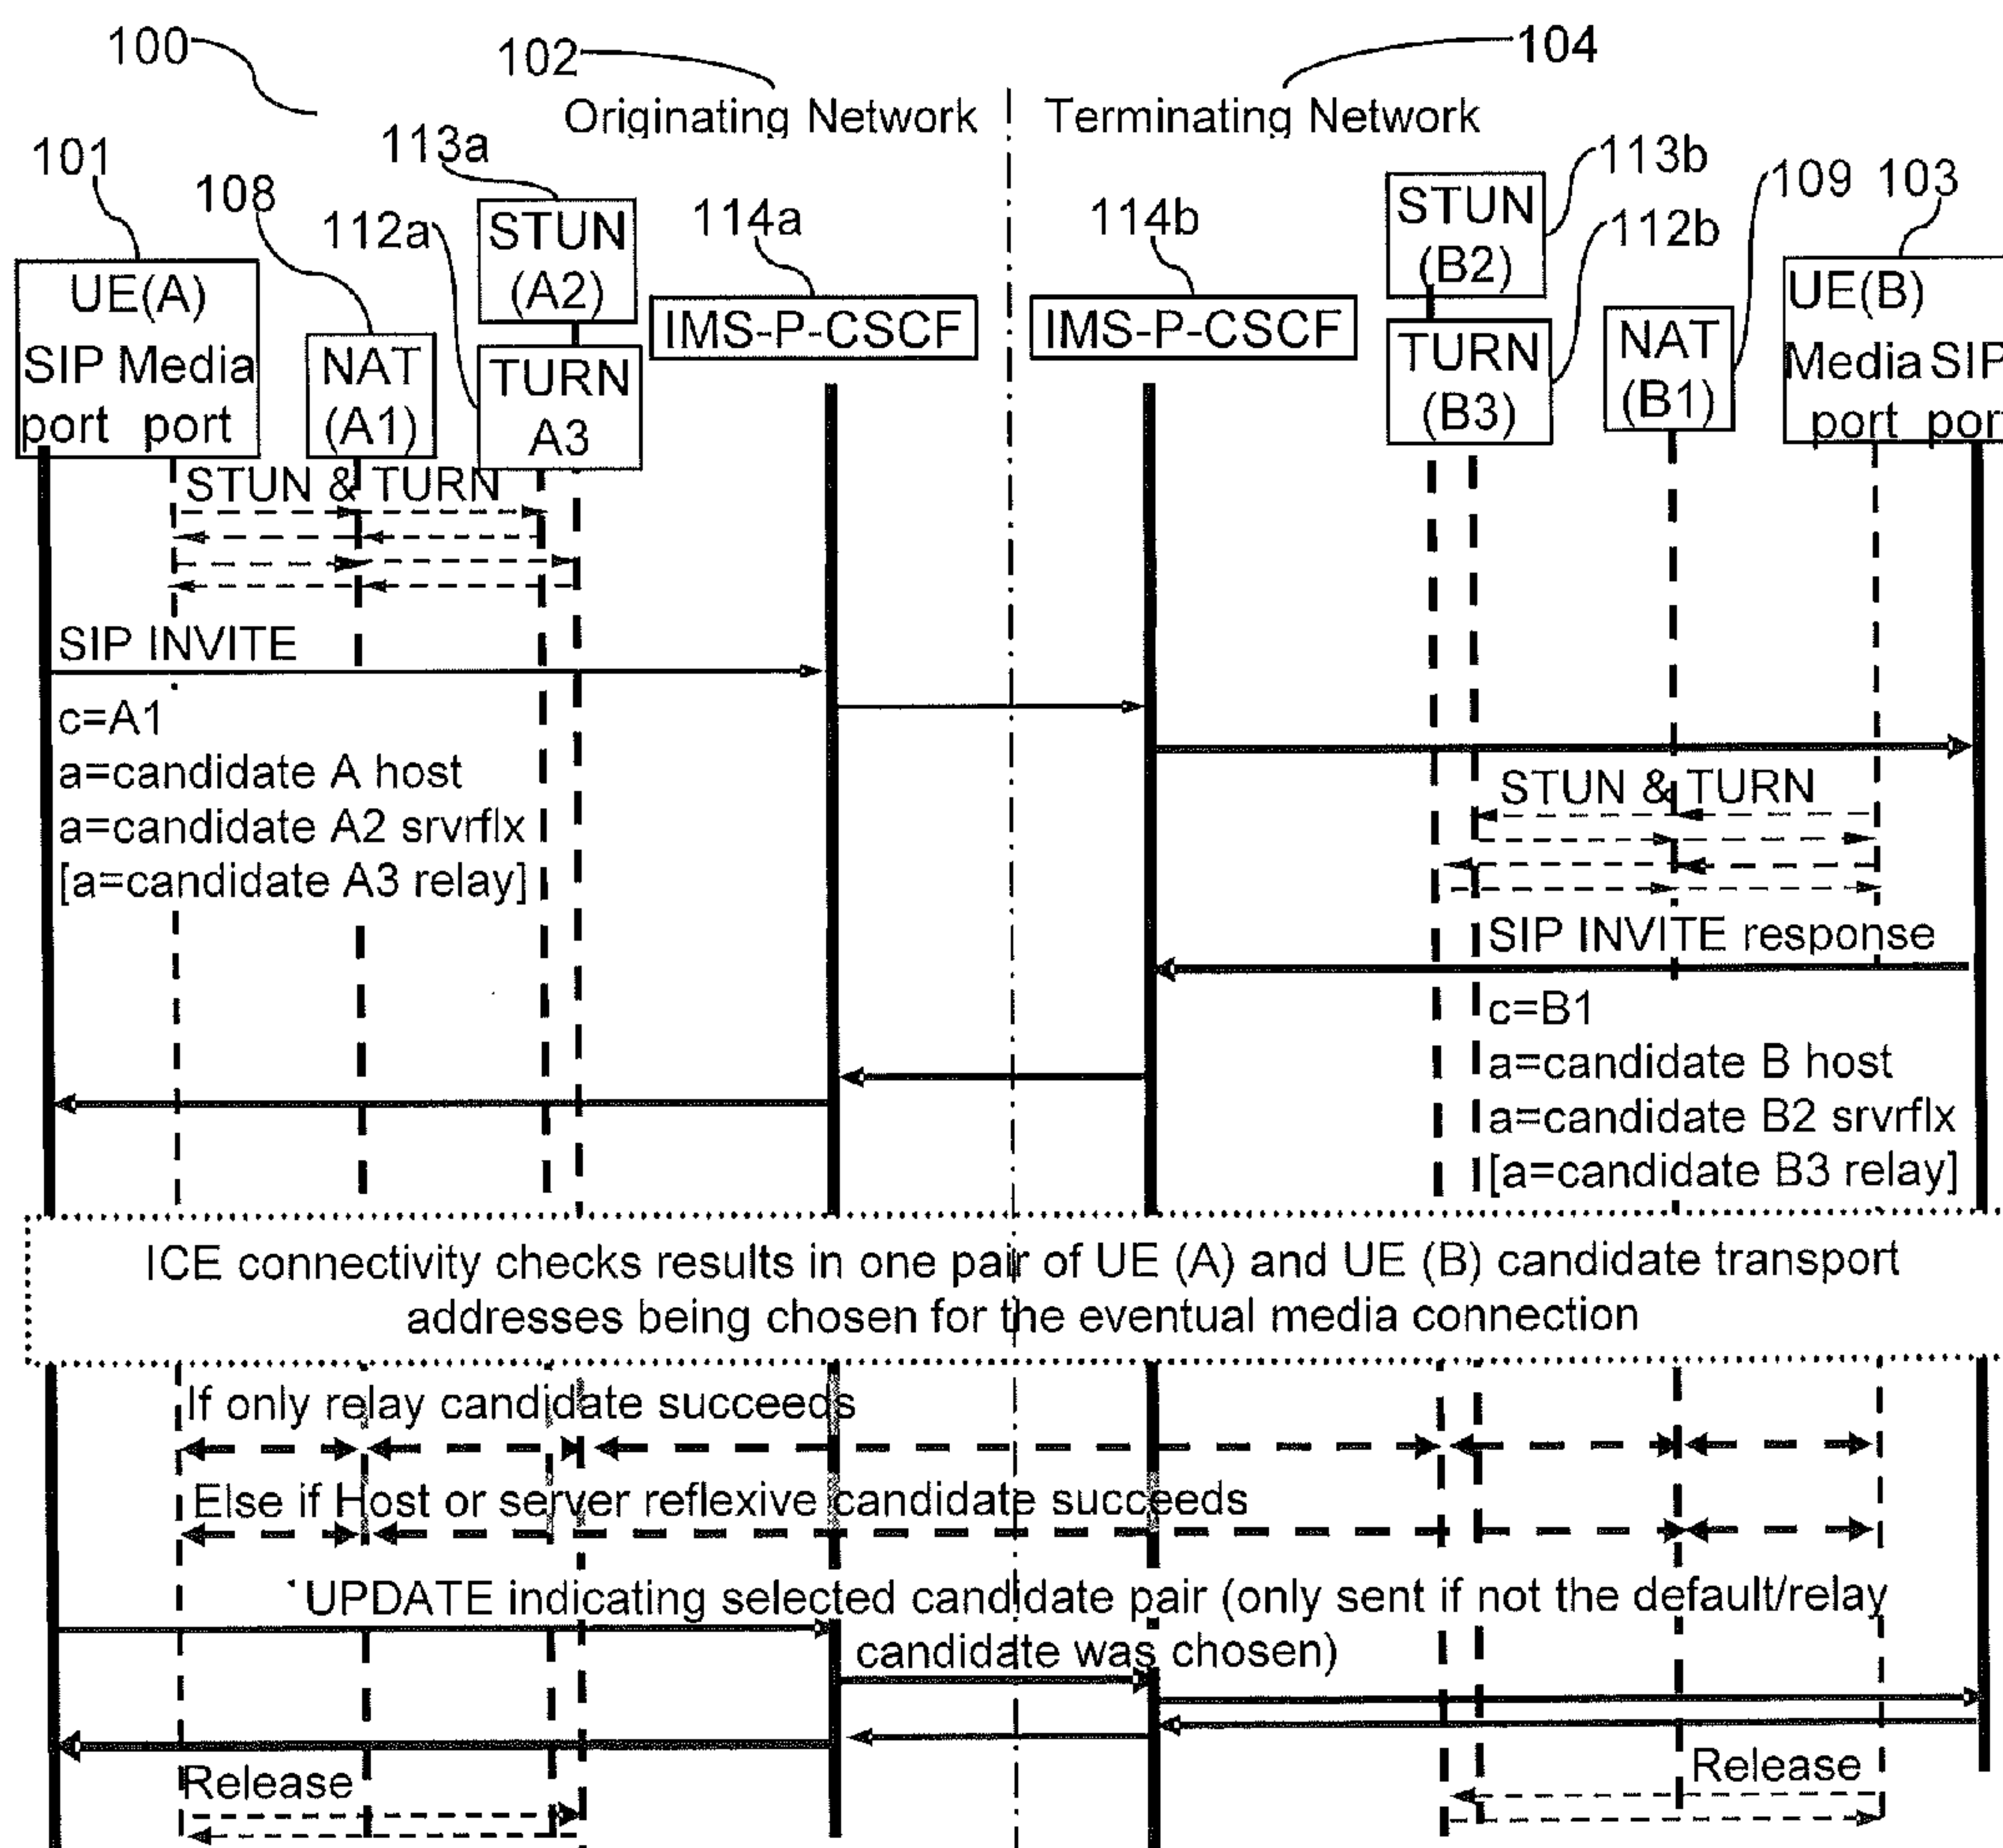 100
102
104
Originating Network
Terminating Network
101
108
113a
112a
114a
114b
113b
112b
109
103
UE(A)
SIP Media
port port
NAT
(A1)
STUN
(A2)
TURN
A3
IMS-P-CSCF
IMS-P-CSCF
STUN
(B2)
TURN
(B3)
NAT
(B1)
UE(B)
Media SIP
port port
STUN & TURN
SIP INVITE
c=A1
a=candidate A host
a=candidate A2 srvrflx
[a=candidate A3 relay]
STUN & TURN
SIP INVITE response
c=B1
a=candidate B host
a=candidate B2 srvrflx
[a=candidate B3 relay]
ICE connectivity checks results in one pair of UE (A) and UE (B) candidate transport
addresses being chosen for the eventual media connection
If only relay candidate succeeds
Else if Host or server reflexive candidate succeeds
UPDATE indicating selected candidate pair (only sent if not the default/relay
candidate was chosen)
Release
Release